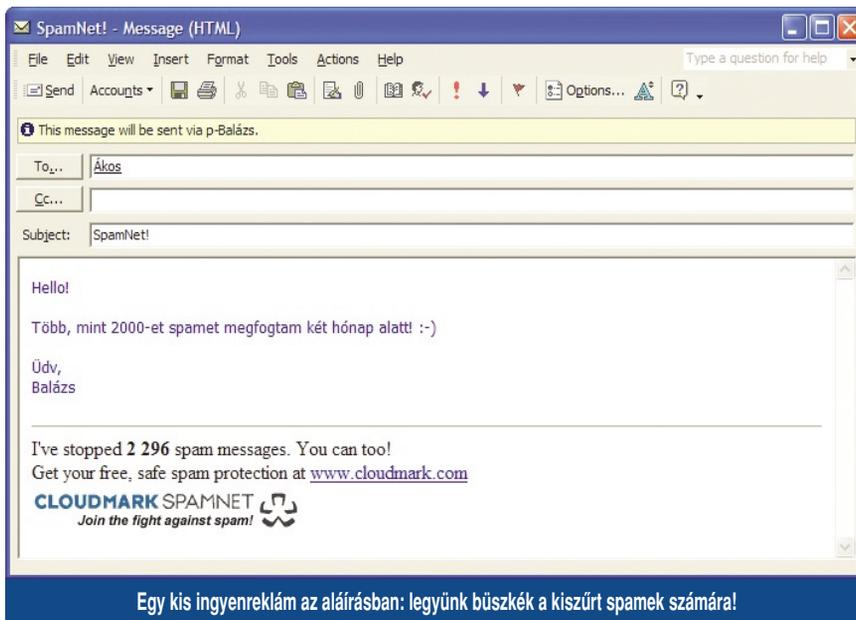 SpamNet! - Message (HTML)
File Edit View Insert Format Tools Actions Help Type a question for help
Send Accounts Options...
This message will be sent via p-Balázs.
To... Ákos
Cc...
Subject: SpamNet!
Hello!
Több, mint 2000-et spamet megfogtam két hónap alatt! :-)
Üdv,
Balázs
I've stopped 2 296 spam messages. You can too!
Get your free, safe spam protection at www.cloudmark.com
CLOUDMARK SPAMNET
Join the fight against spam!
Egy kis ingyenreklám az aláírásban: legyünk büszkék a kiszűrt spamek számára!